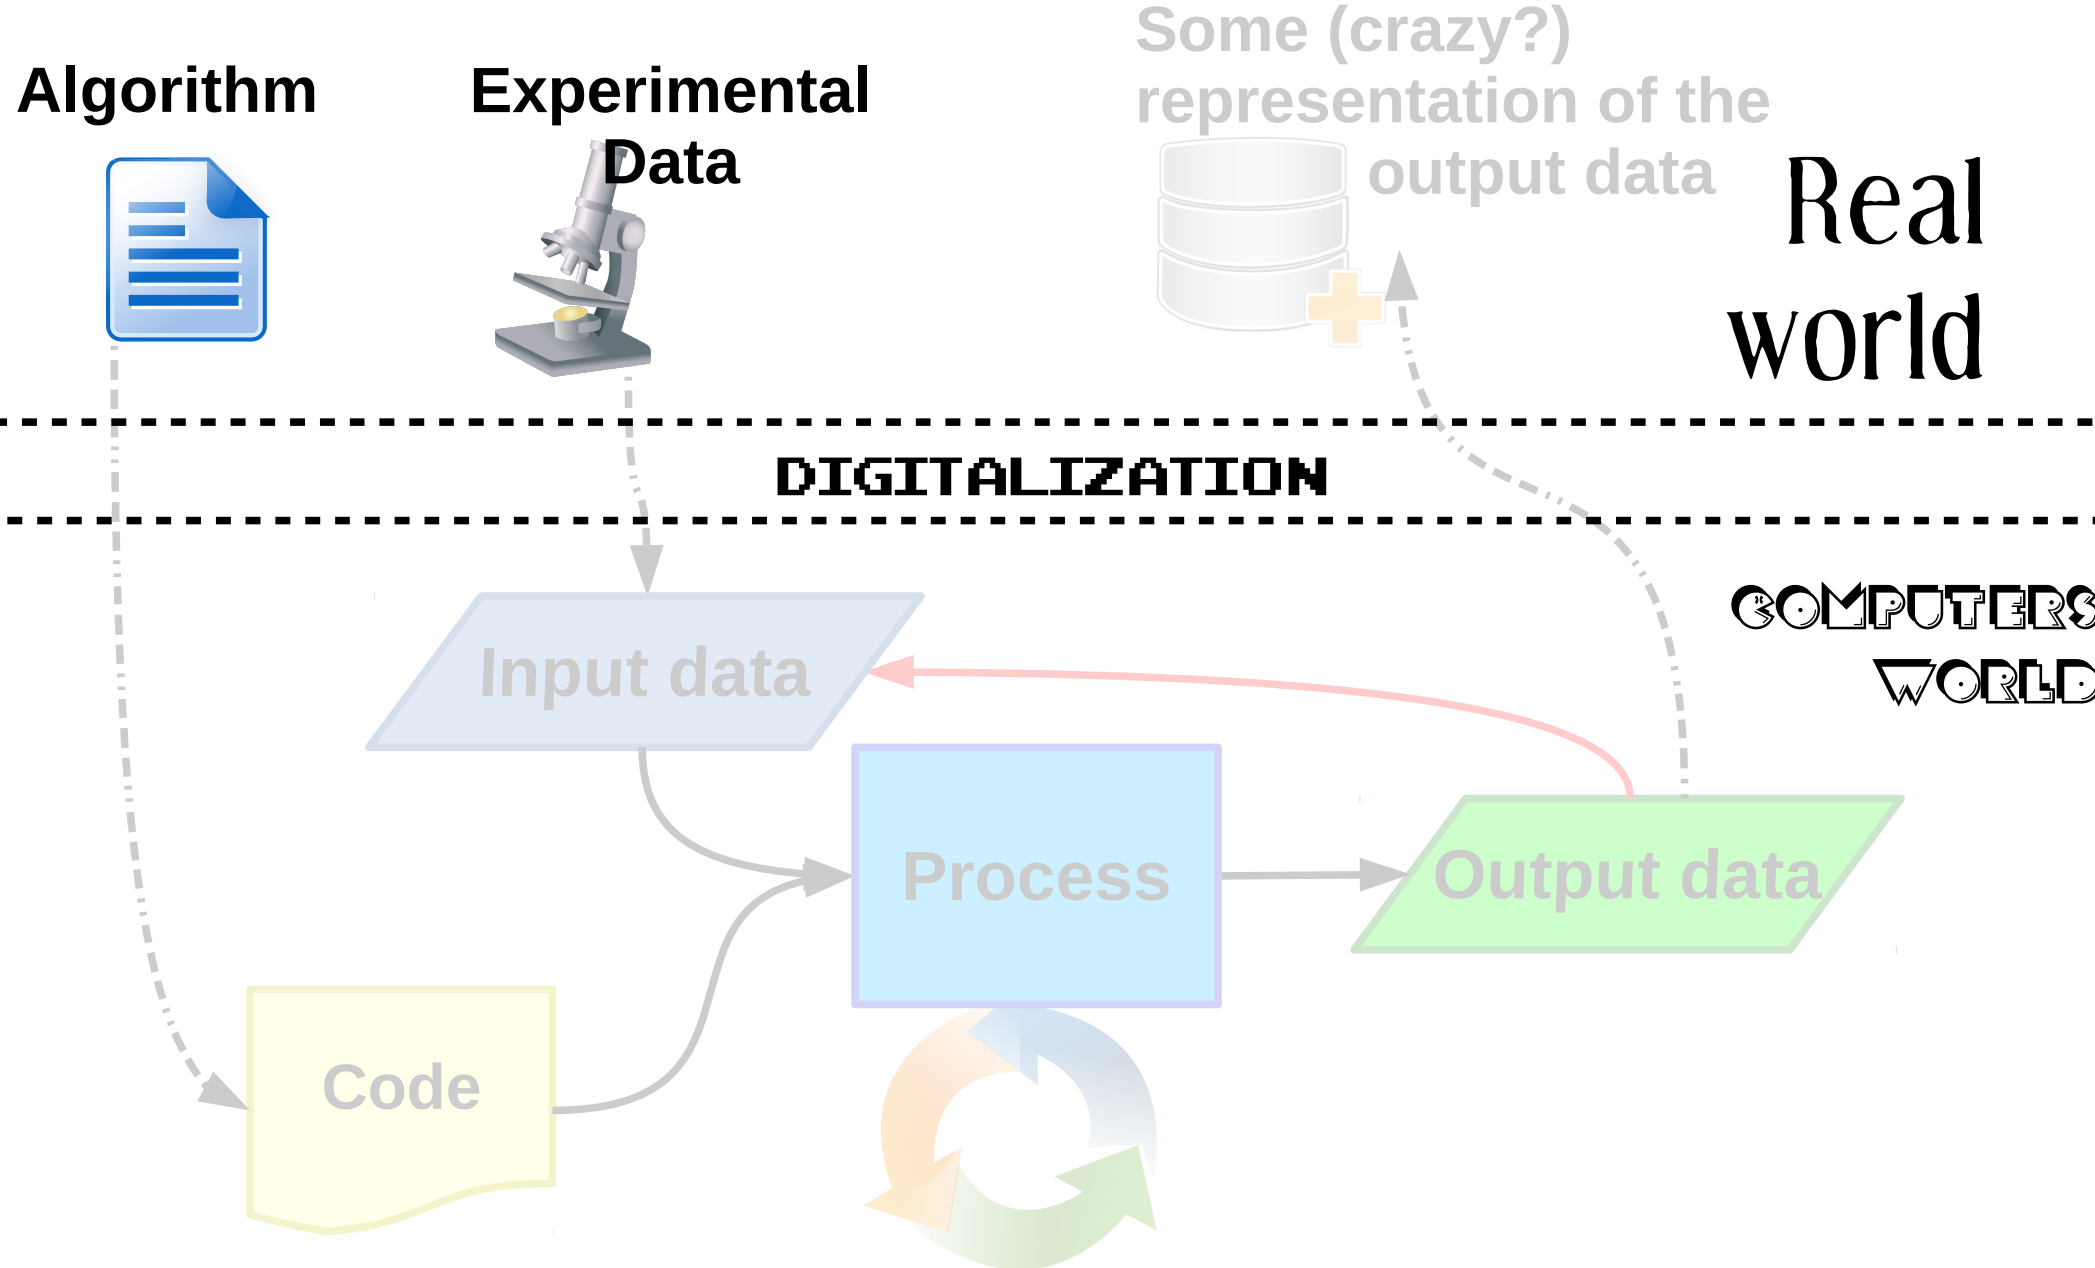 Algorithm
Experimental
Data
Some (crazy?)
representation of the
output data
Real
world
DIGITALIZATION
COMPUTERS
WORLD
Input data
Process
Output data
Code